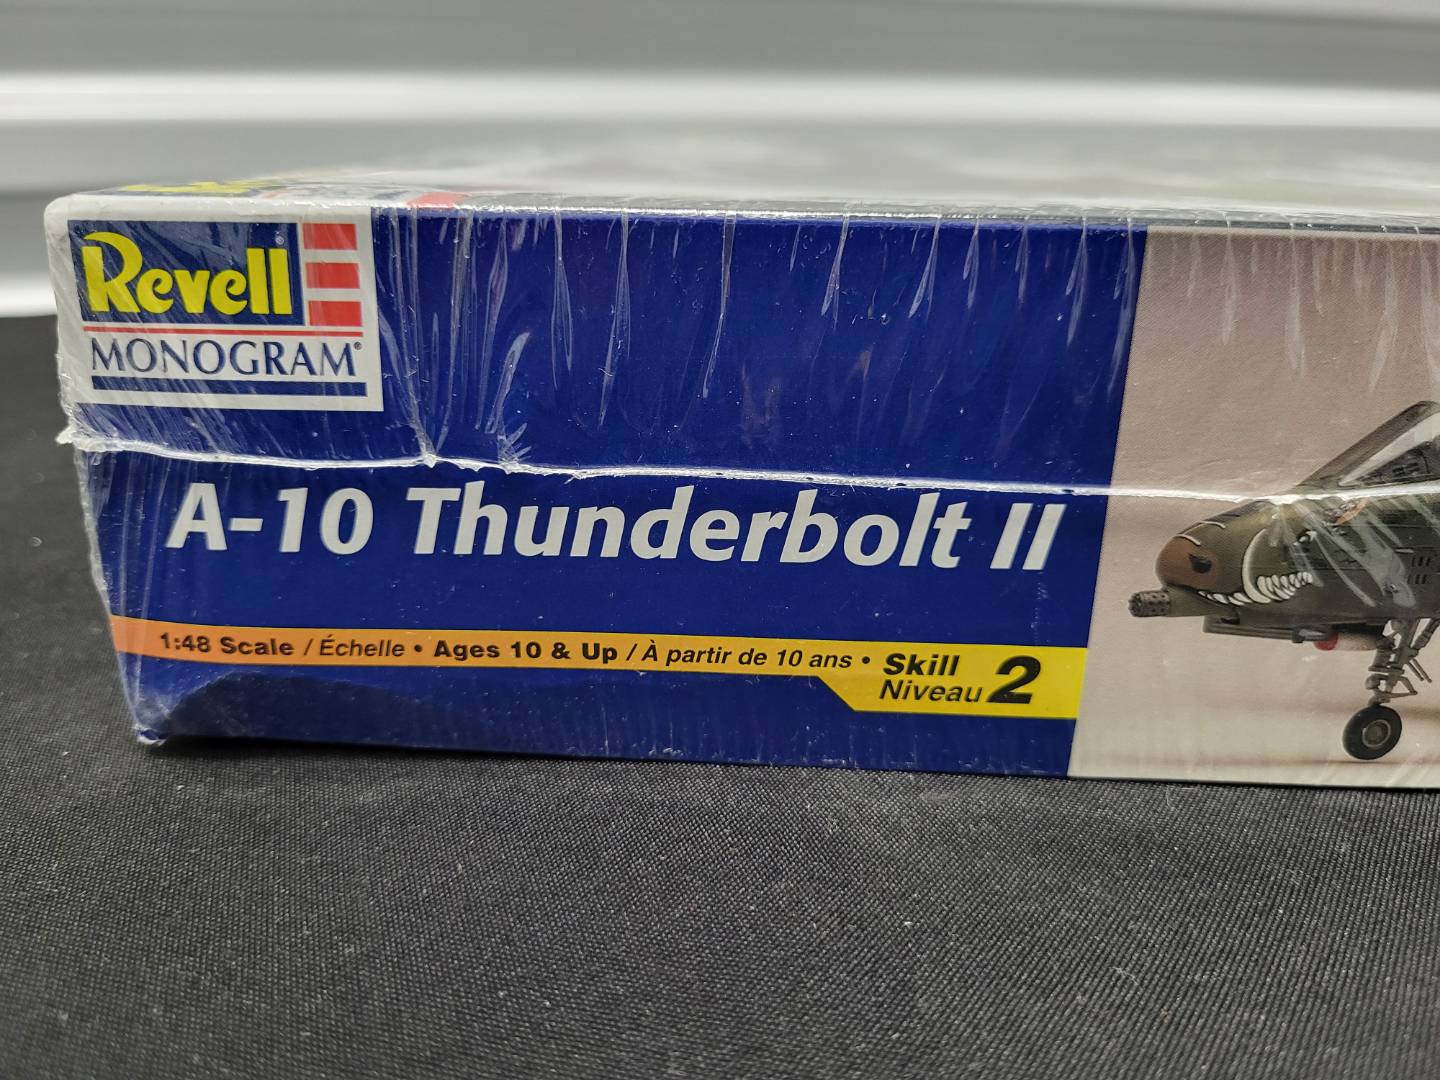 Revell®
MONOGRAM®
A-10 Thunderbolt II
1:48 Scale / Échelle • Ages 10 & Up / À partir de 10 ans • Skill
Niveau 2